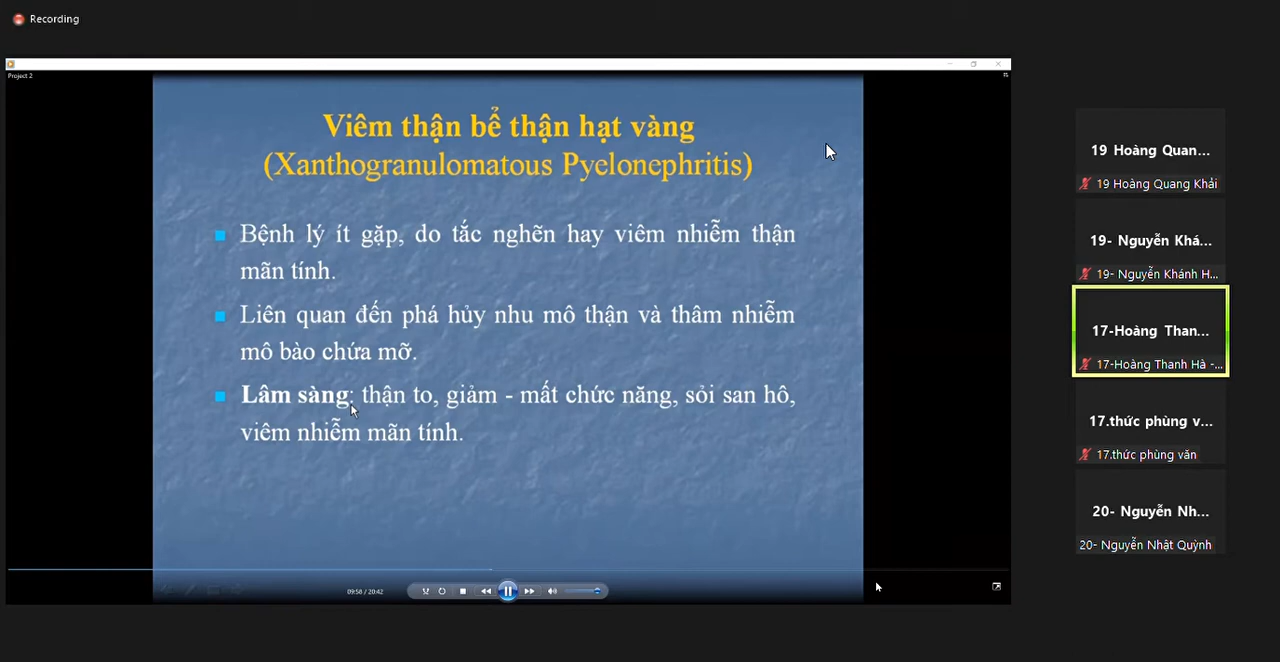 Recording
Project 2
Viêm thận bể thận hạt vàng
(Xanthogranulomatous Pyelonephritis)
Bệnh lý ít gặp, do tắc nghẽn hay viêm nhiễm thận
mãn tính.
Liên quan đến phá hủy nhu mô thận và thâm nhiễm
mô bào chứa mỡ.
Lâm sàng: thận to, giảm - mất chức năng, sỏi san hô,
viêm nhiễm mãn tính.
09:58 / 20:42
19 Hoàng Quan...
19 Hoàng Quang Khải
19- Nguyễn Khá...
19- Nguyễn Khánh H...
17-Hoàng Than...
17-Hoàng Thanh Hà -...
17.thức phùng v...
17.thức phùng văn
20- Nguyễn Nh...
20- Nguyễn Nhật Quỳnh